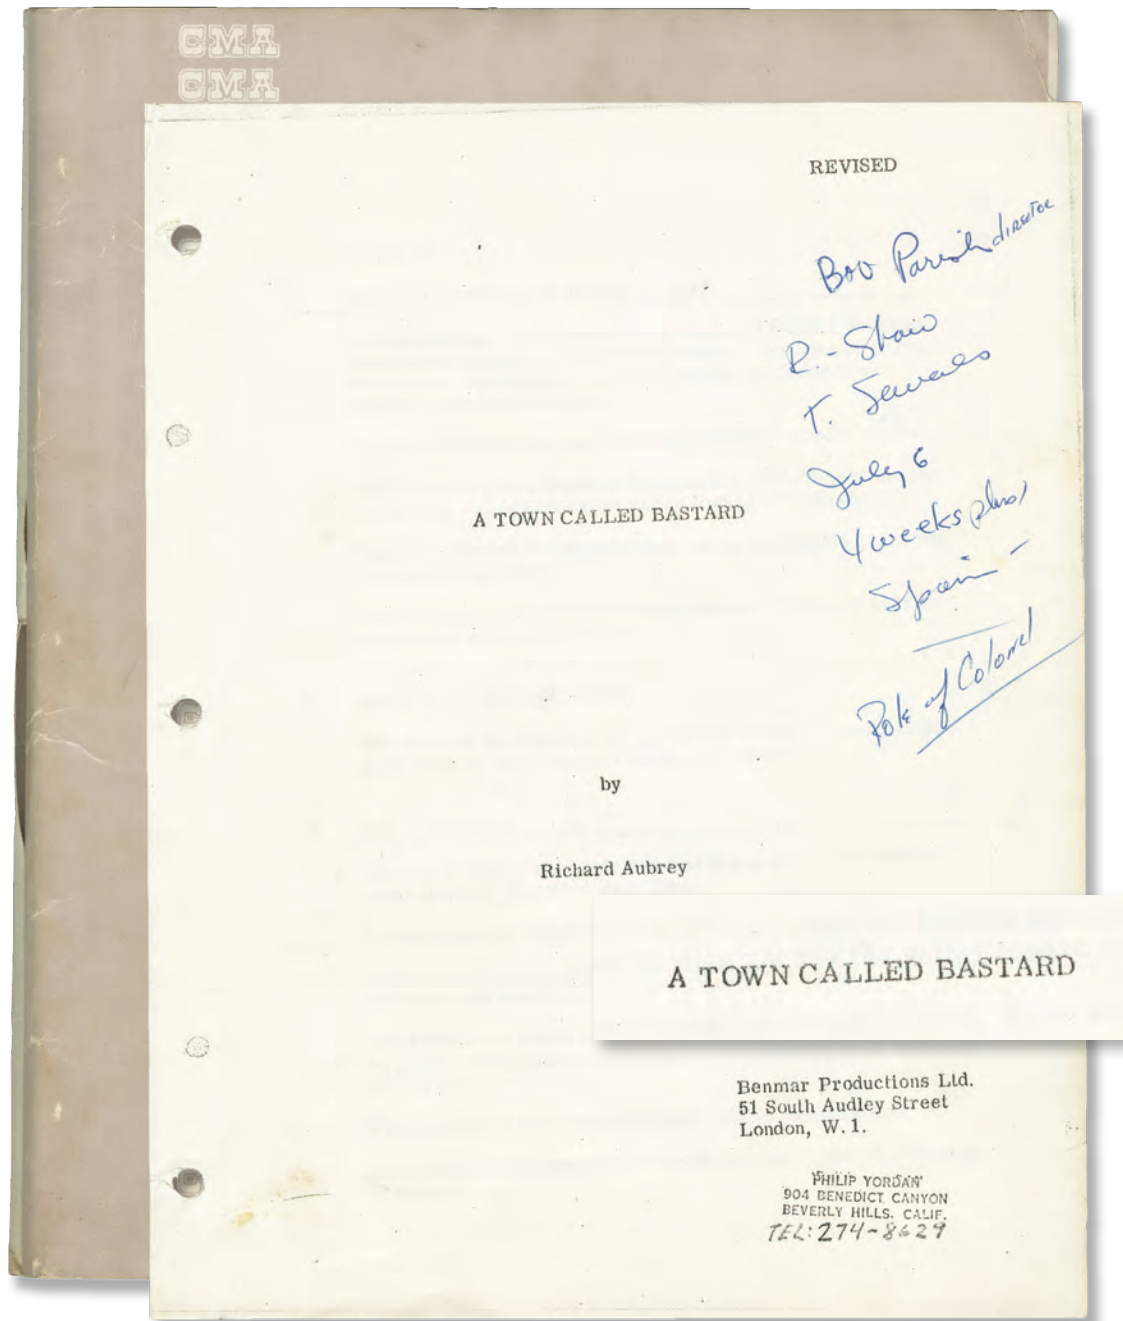 CMA
CMA
REVISED
Bob Parrish director
R. - Shaw
T. Savalas
July 6
4 weeks plus
Spain -
Role of Colonel
A TOWN CALLED BASTARD
by
Richard Aubrey
A TOWN CALLED BASTARD
Benmar Productions Ltd.
51 South Audley Street
London, W.1.
PHILIP YORDAN
904 BENEDICT CANYON
BEVERLY HILLS. CALIF.
TEL: 274-8629